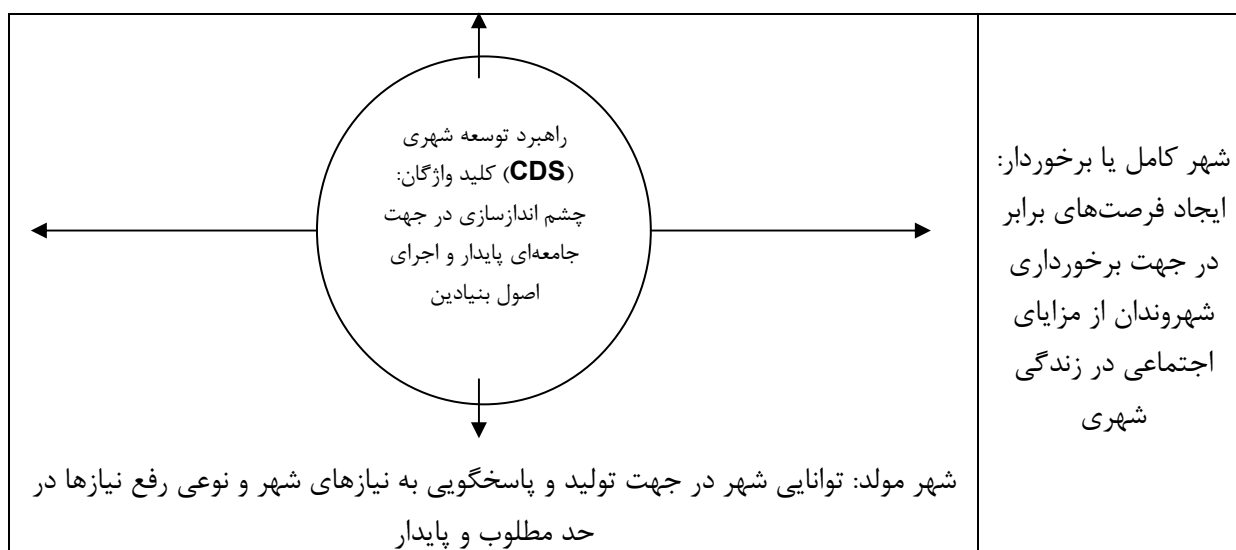 راهبرد توسعه شهری
(CDS) کلید واژگان:
چشم اندازسازی در جهت
جامعه‌ای پایدار و اجرای
اصول بنیادین
شهر کامل یا برخوردار:
ایجاد فرصت‌های برابر
در جهت برخورداری
شهروندان از مزایای
اجتماعی در زندگی
شهری
شهر مولد: توانایی شهر در جهت تولید و پاسخگویی به نیازهای شهر و نوعی رفع نیازها در
حد مطلوب و پایدار